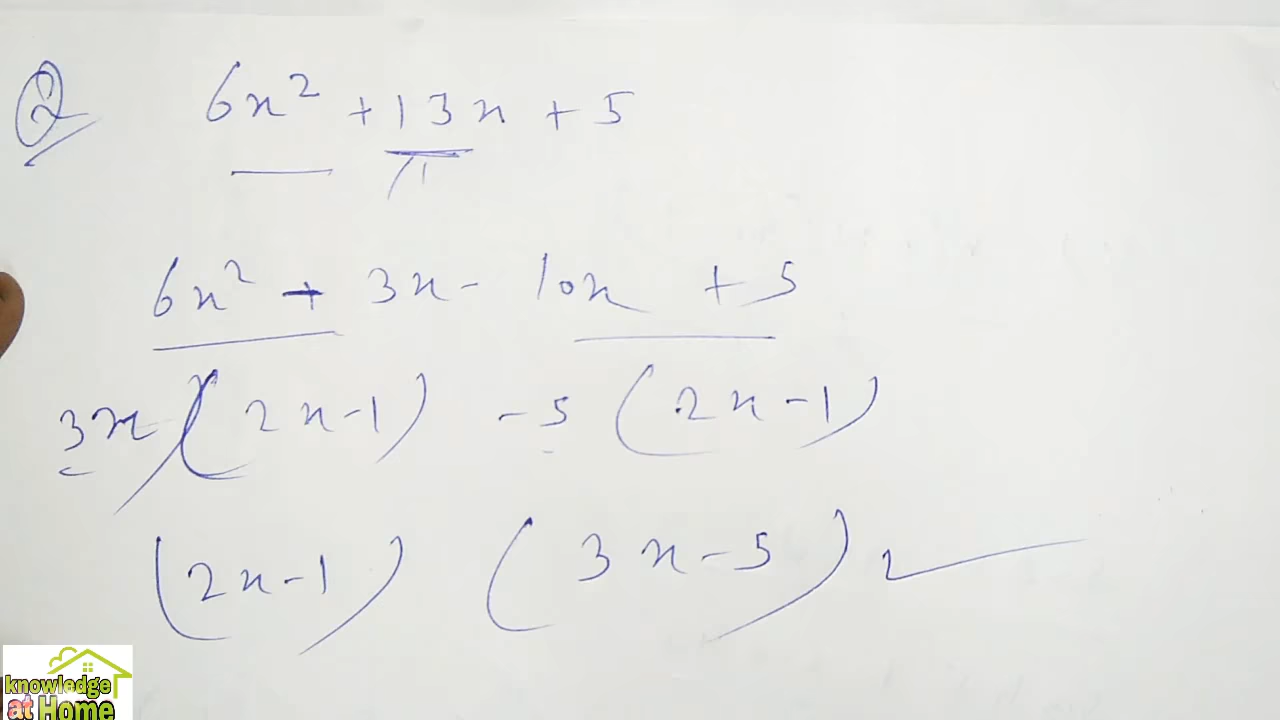 Q 6x² + 13x + 5
6x² + 3x - 10x + 5
3x (2x-1) -5 (2x-1)
(2x-1) (3x-5)
knowledge
at Home